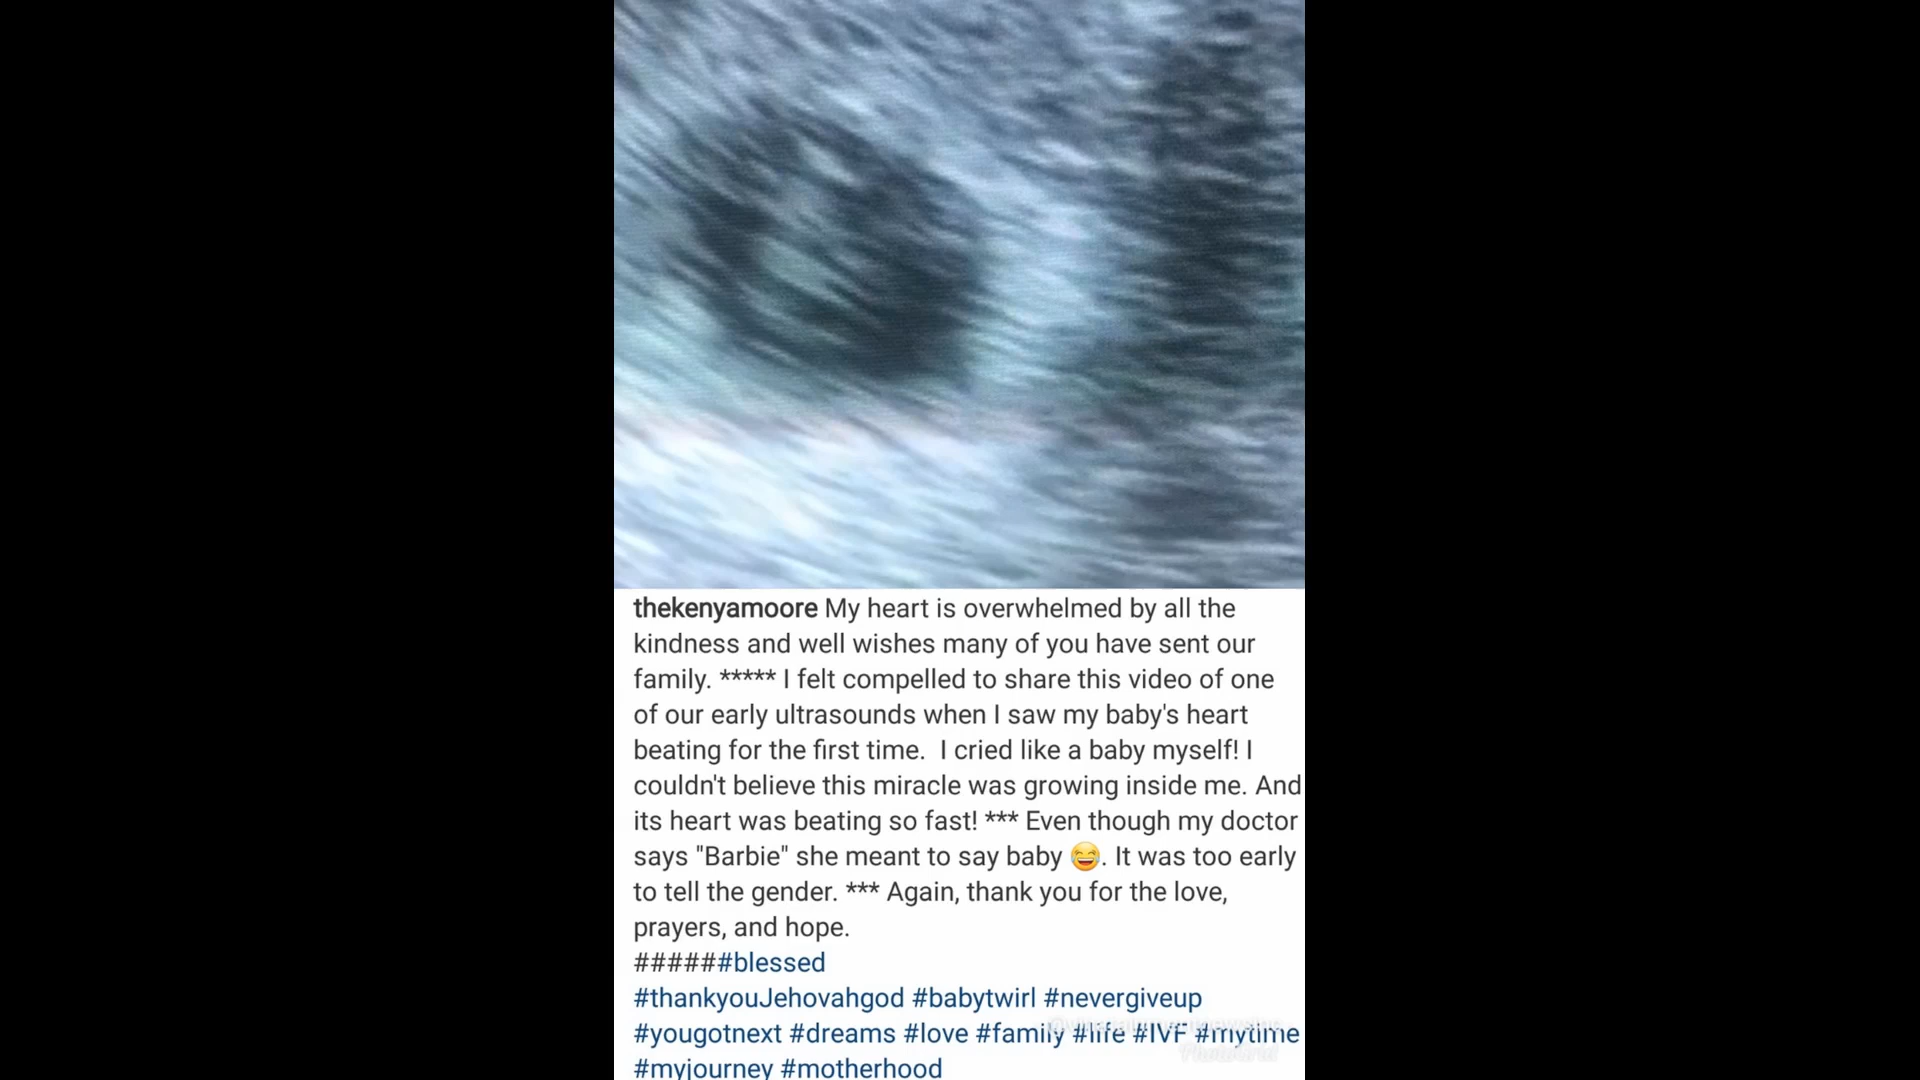 thekenyamoore My heart is overwhelmed by all the
kindness and well wishes many of you have sent our
family. ***** I felt compelled to share this video of one
of our early ultrasounds when I saw my baby's heart
beating for the first time.  I cried like a baby myself! I
couldn't believe this miracle was growing inside me. And
its heart was beating so fast! *** Even though my doctor
says "Barbie" she meant to say baby 😂. It was too early
to tell the gender. *** Again, thank you for the love,
prayers, and hope.
######blessed
#thankyouJehovahgod #babytwirl #nevergiveup
#yougotnext #dreams #love #family #life #IVF #mytime
#myjourney #motherhood